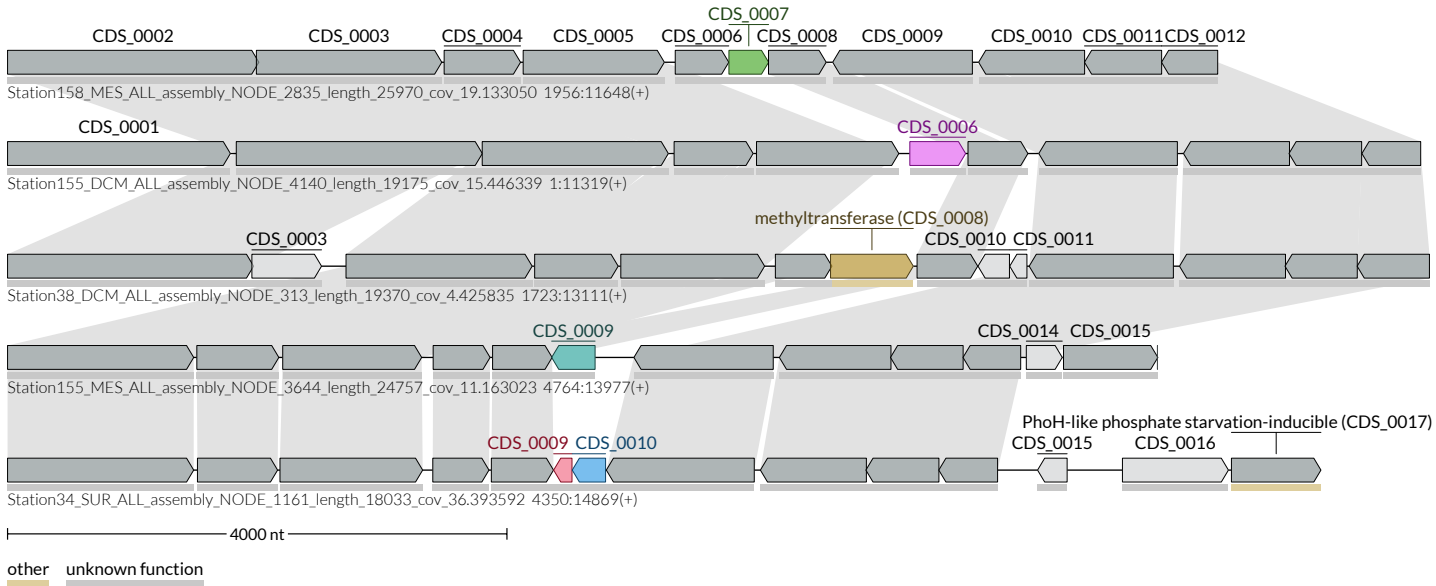 CDS_0007
CDS_0002 CDS_0003 CDS_0004 CDS_0005 CDS_0006 CDS_0008 CDS_0009 CDS_0010 CDS_0011 CDS_0012
Station158_MES_ALL_assembly_NODE_2835_length_25970_cov_19.133050 1956:11648(+)
CDS_0001 CDS_0006
Station155_DCM_ALL_assembly_NODE_4140_length_19175_cov_15.446339 1:11319(+)
methyltransferase (CDS_0008)
CDS_0003 CDS_0010 CDS_0011
Station38_DCM_ALL_assembly_NODE_313_length_19370_cov_4.425835 1723:13111(+)
CDS_0009 CDS_0014 CDS_0015
Station155_MES_ALL_assembly_NODE_3644_length_24757_cov_11.163023 4764:13977(+)
PhoH-like phosphate starvation-inducible (CDS_0017)
CDS_0009 CDS_0010 CDS_0015 CDS_0016
Station34_SUR_ALL_assembly_NODE_1161_length_18033_cov_36.393592 4350:14869(+)
4000 nt
other unknown function